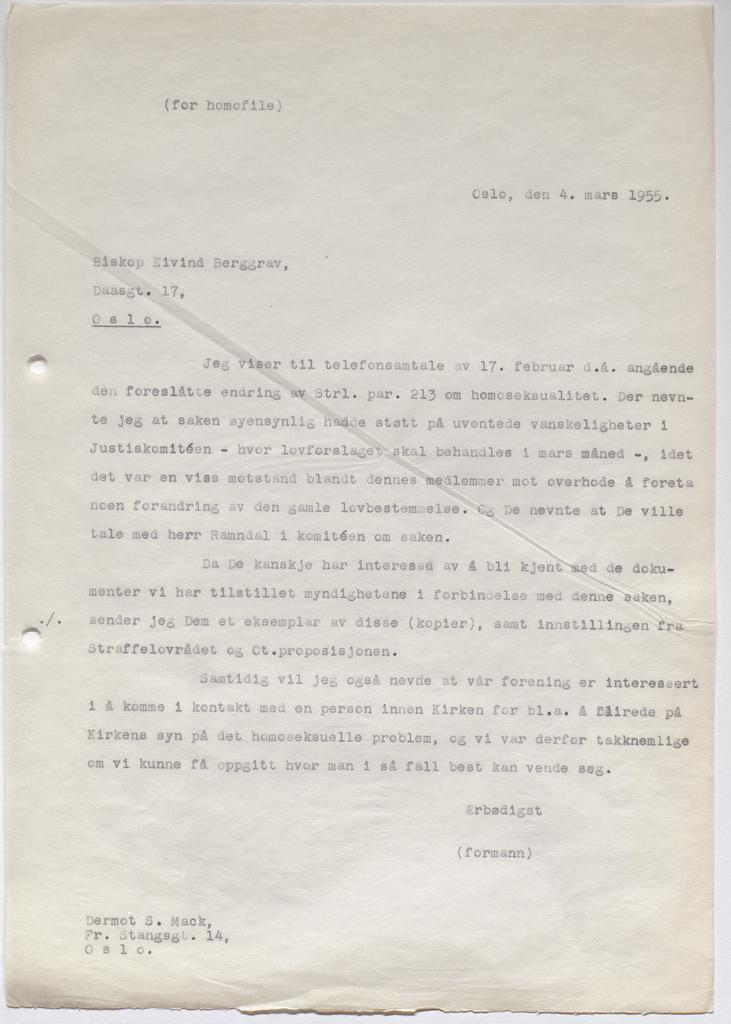 (for homofile)
Oslo, den 4. mars 1955.
Biskop Eivind Berggrav,
Daasgt. 17,
O s l o.
Jeg viser til telefonsamtale av 17. februar d.å. angående
den foreslåtte endring av Strl. par. 213 om homoseksualitet. Der nevn-
te jeg at saken øyensynlig hadde støtt på uventede vanskeligheter i
Justiskomitéen - hvor lovforslaget skal behandles i mars måned -, idet
det var en viss motstand blandt dennes medlemmer mot overhode å foreta
noen forandring av den gamle lovbestemmelse. Og De nevnte at De ville
tale med herr Ramndal i komitéen om saken.
Da De kanskje har interesse av å bli kjent med de doku-
menter vi har tilstillet myndighetene i forbindelse med denne saken,
./. sender jeg Dem et eksemplar av disse (kopier), samt innstillingen fra
Straffelovrådet og Ot.proposisjonen.
Samtidig vil jeg også nevne at vår forening er interessert
i å komme i kontakt med en person innen Kirken for bl.a. å få rede på
Kirkens syn på det homoseksuelle problem, og vi var derfor takknemlige
om vi kunne få oppgitt hvor man i så fall best kan vende seg.
Ærbødigst
(formann)
Dermot S. Mack,
Fr. Stangsgt. 14,
O s l o.